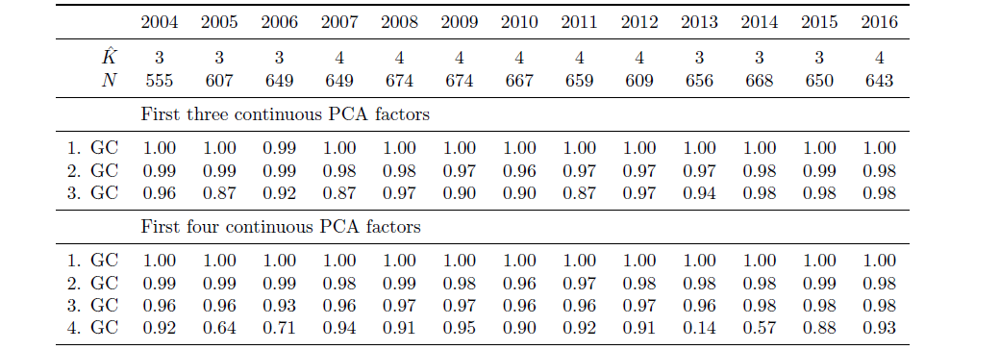 2004 2005 2006 2007 2008 2009 2010 2011 2012 2013 2014 2015 2016
K̂ 3 3 3 4 4 4 4 4 4 3 3 3 4
N 555 607 649 649 674 674 667 659 609 656 668 650 643
First three continuous PCA factors
1. GC 1.00 1.00 0.99 1.00 1.00 1.00 1.00 1.00 1.00 1.00 1.00 1.00 1.00
2. GC 0.99 0.99 0.99 0.98 0.98 0.97 0.96 0.97 0.97 0.97 0.98 0.99 0.98
3. GC 0.96 0.87 0.92 0.87 0.97 0.90 0.90 0.87 0.97 0.94 0.98 0.98 0.98
First four continuous PCA factors
1. GC 1.00 1.00 1.00 1.00 1.00 1.00 1.00 1.00 1.00 1.00 1.00 1.00 1.00
2. GC 0.99 0.99 0.99 0.98 0.99 0.98 0.96 0.97 0.98 0.98 0.98 0.99 0.98
3. GC 0.96 0.96 0.93 0.96 0.97 0.97 0.96 0.96 0.97 0.96 0.98 0.98 0.98
4. GC 0.92 0.64 0.71 0.94 0.91 0.95 0.90 0.92 0.91 0.14 0.57 0.88 0.93